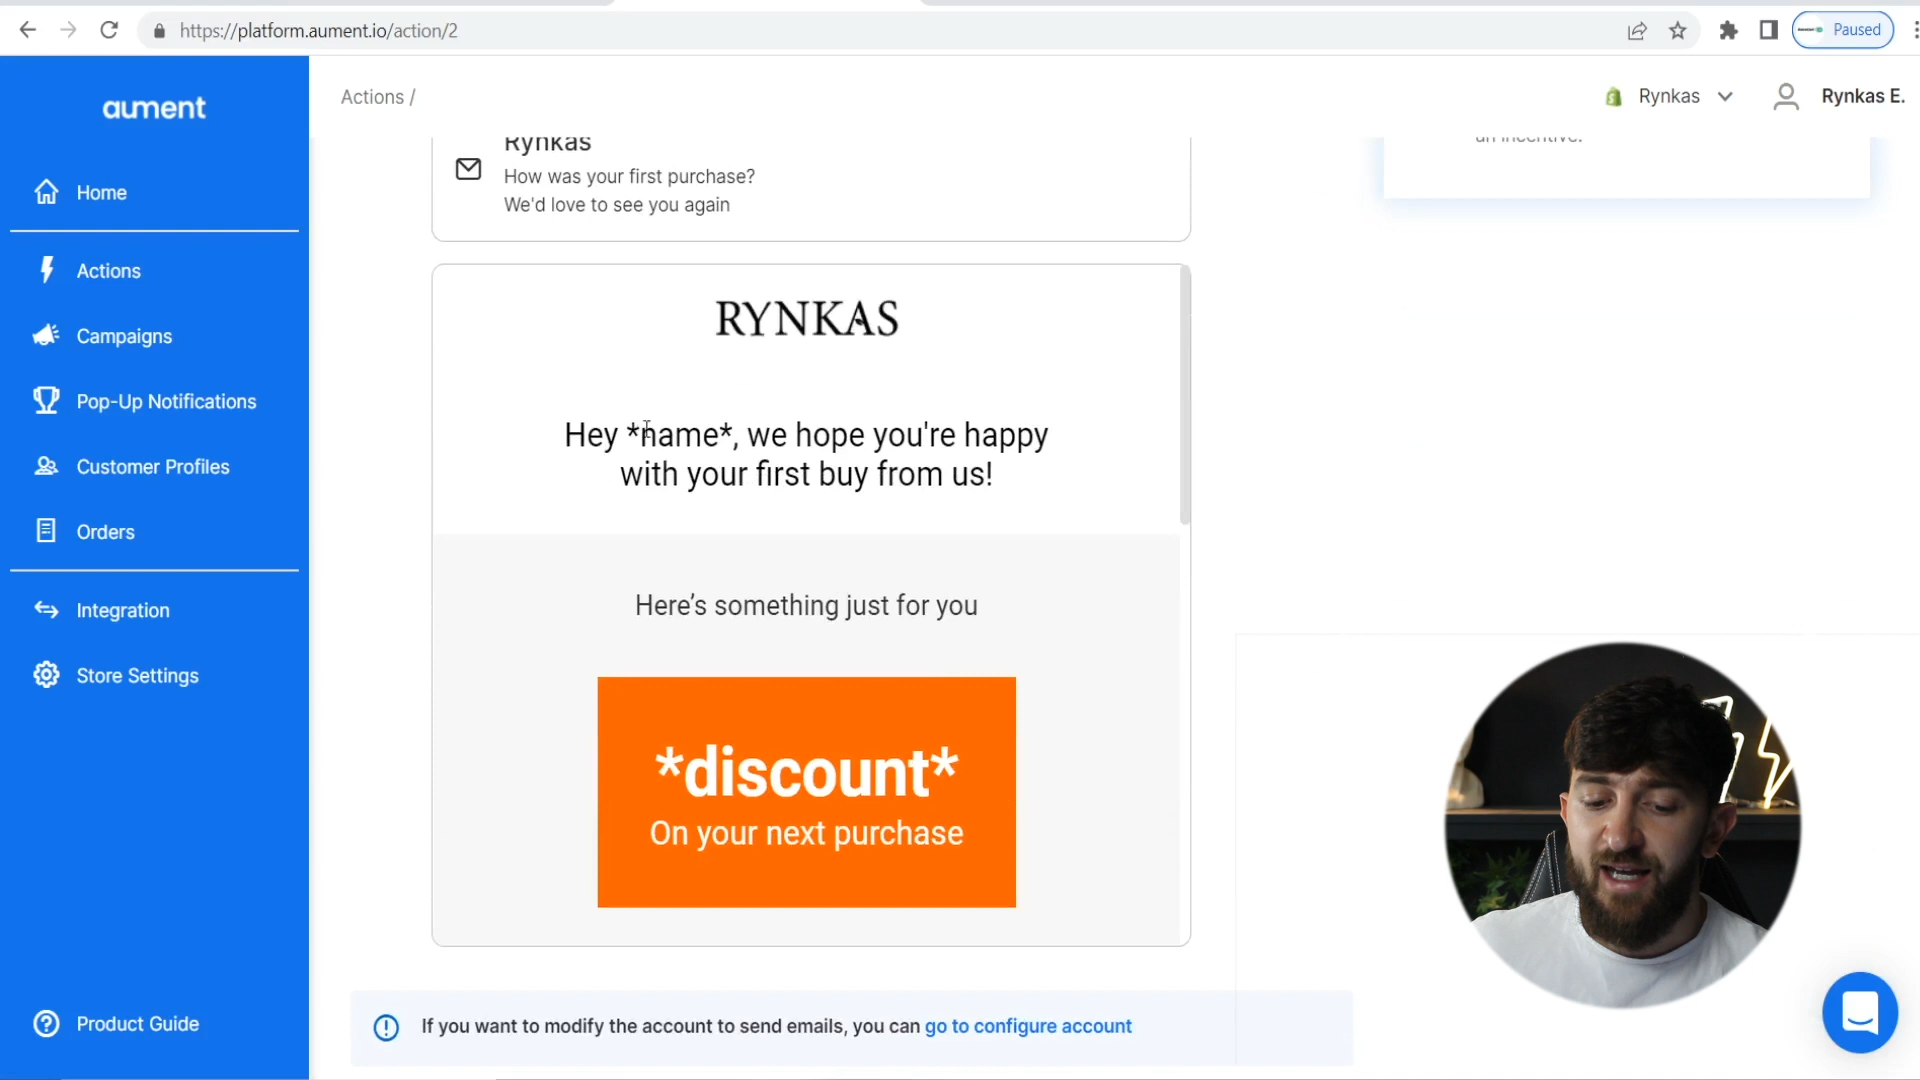 https://platform.aument.io/action/2
Paused
aument
Actions /
Rynkas
Rynkas E.
Home
Actions
Campaigns
Pop-Up Notifications
Customer Profiles
Orders
Integration
Store Settings
Product Guide
Rynkas
How was your first purchase?
We'd love to see you again
an incentive.
RYNKAS
Hey *name*, we hope you're happy
with your first buy from us!
Here’s something just for you
*discount*
On your next purchase
If you want to modify the account to send emails, you can go to configure account